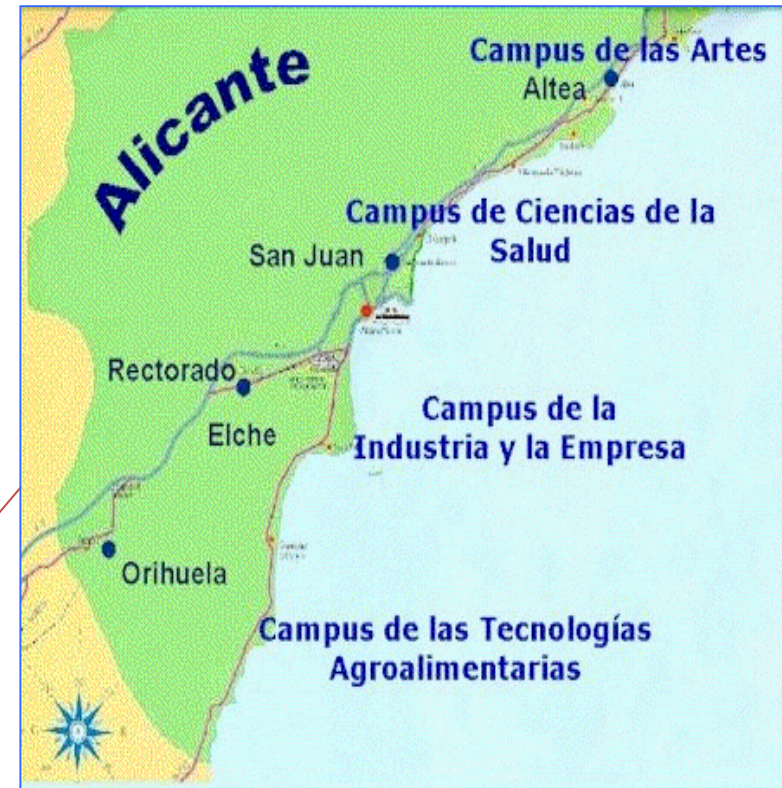 Campus de las Artes
Altea
Alicante
Campus de Ciencias de la
Salud
San Juan
Rectorado
Elche
Campus de la
Industria y la Empresa
Orihuela
Campus de las Tecnologías
Agroalimentarias